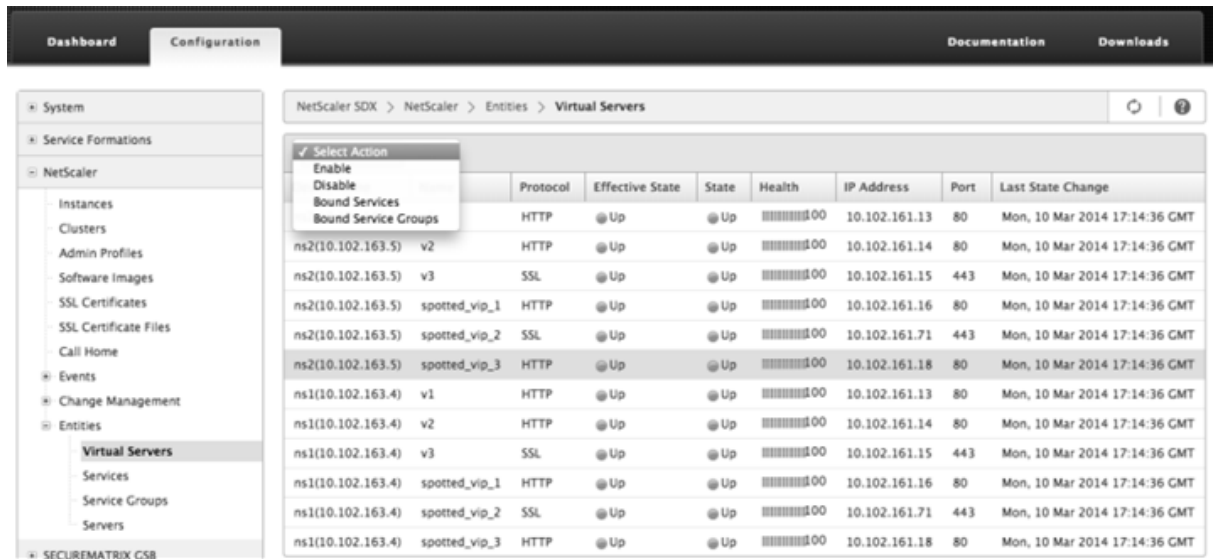 Dashboard Configuration Documentation Downloads
System
Service Formations
NetScaler
Instances
Clusters
Admin Profiles
Software Images
SSL Certificates
SSL Certificate Files
Call Home
Events
Change Management
Entities
Virtual Servers
Services
Service Groups
Servers
SECUREMATRIX GSB
NetScaler SDX > NetScaler > Entities > Virtual Servers
✓ Select Action
Enable
Disable
Bound Services
Bound Service Groups
Protocol Effective State State Health IP Address Port Last State Change
HTTP Up Up 100 10.102.161.13 80 Mon, 10 Mar 2014 17:14:36 GMT
ns2(10.102.163.5) v2 HTTP Up Up 100 10.102.161.14 80 Mon, 10 Mar 2014 17:14:36 GMT
ns2(10.102.163.5) v3 SSL Up Up 100 10.102.161.15 443 Mon, 10 Mar 2014 17:14:36 GMT
ns2(10.102.163.5) spotted_vip_1 HTTP Up Up 100 10.102.161.16 80 Mon, 10 Mar 2014 17:14:36 GMT
ns2(10.102.163.5) spotted_vip_2 SSL Up Up 100 10.102.161.71 443 Mon, 10 Mar 2014 17:14:36 GMT
ns2(10.102.163.5) spotted_vip_3 HTTP Up Up 100 10.102.161.18 80 Mon, 10 Mar 2014 17:14:36 GMT
ns1(10.102.163.4) v1 HTTP Up Up 100 10.102.161.13 80 Mon, 10 Mar 2014 17:14:36 GMT
ns1(10.102.163.4) v2 HTTP Up Up 100 10.102.161.14 80 Mon, 10 Mar 2014 17:14:36 GMT
ns1(10.102.163.4) v3 SSL Up Up 100 10.102.161.15 443 Mon, 10 Mar 2014 17:14:36 GMT
ns1(10.102.163.4) spotted_vip_1 HTTP Up Up 100 10.102.161.16 80 Mon, 10 Mar 2014 17:14:36 GMT
ns1(10.102.163.4) spotted_vip_2 SSL Up Up 100 10.102.161.71 443 Mon, 10 Mar 2014 17:14:36 GMT
ns1(10.102.163.4) spotted_vip_3 HTTP Up Up 100 10.102.161.18 80 Mon, 10 Mar 2014 17:14:36 GMT